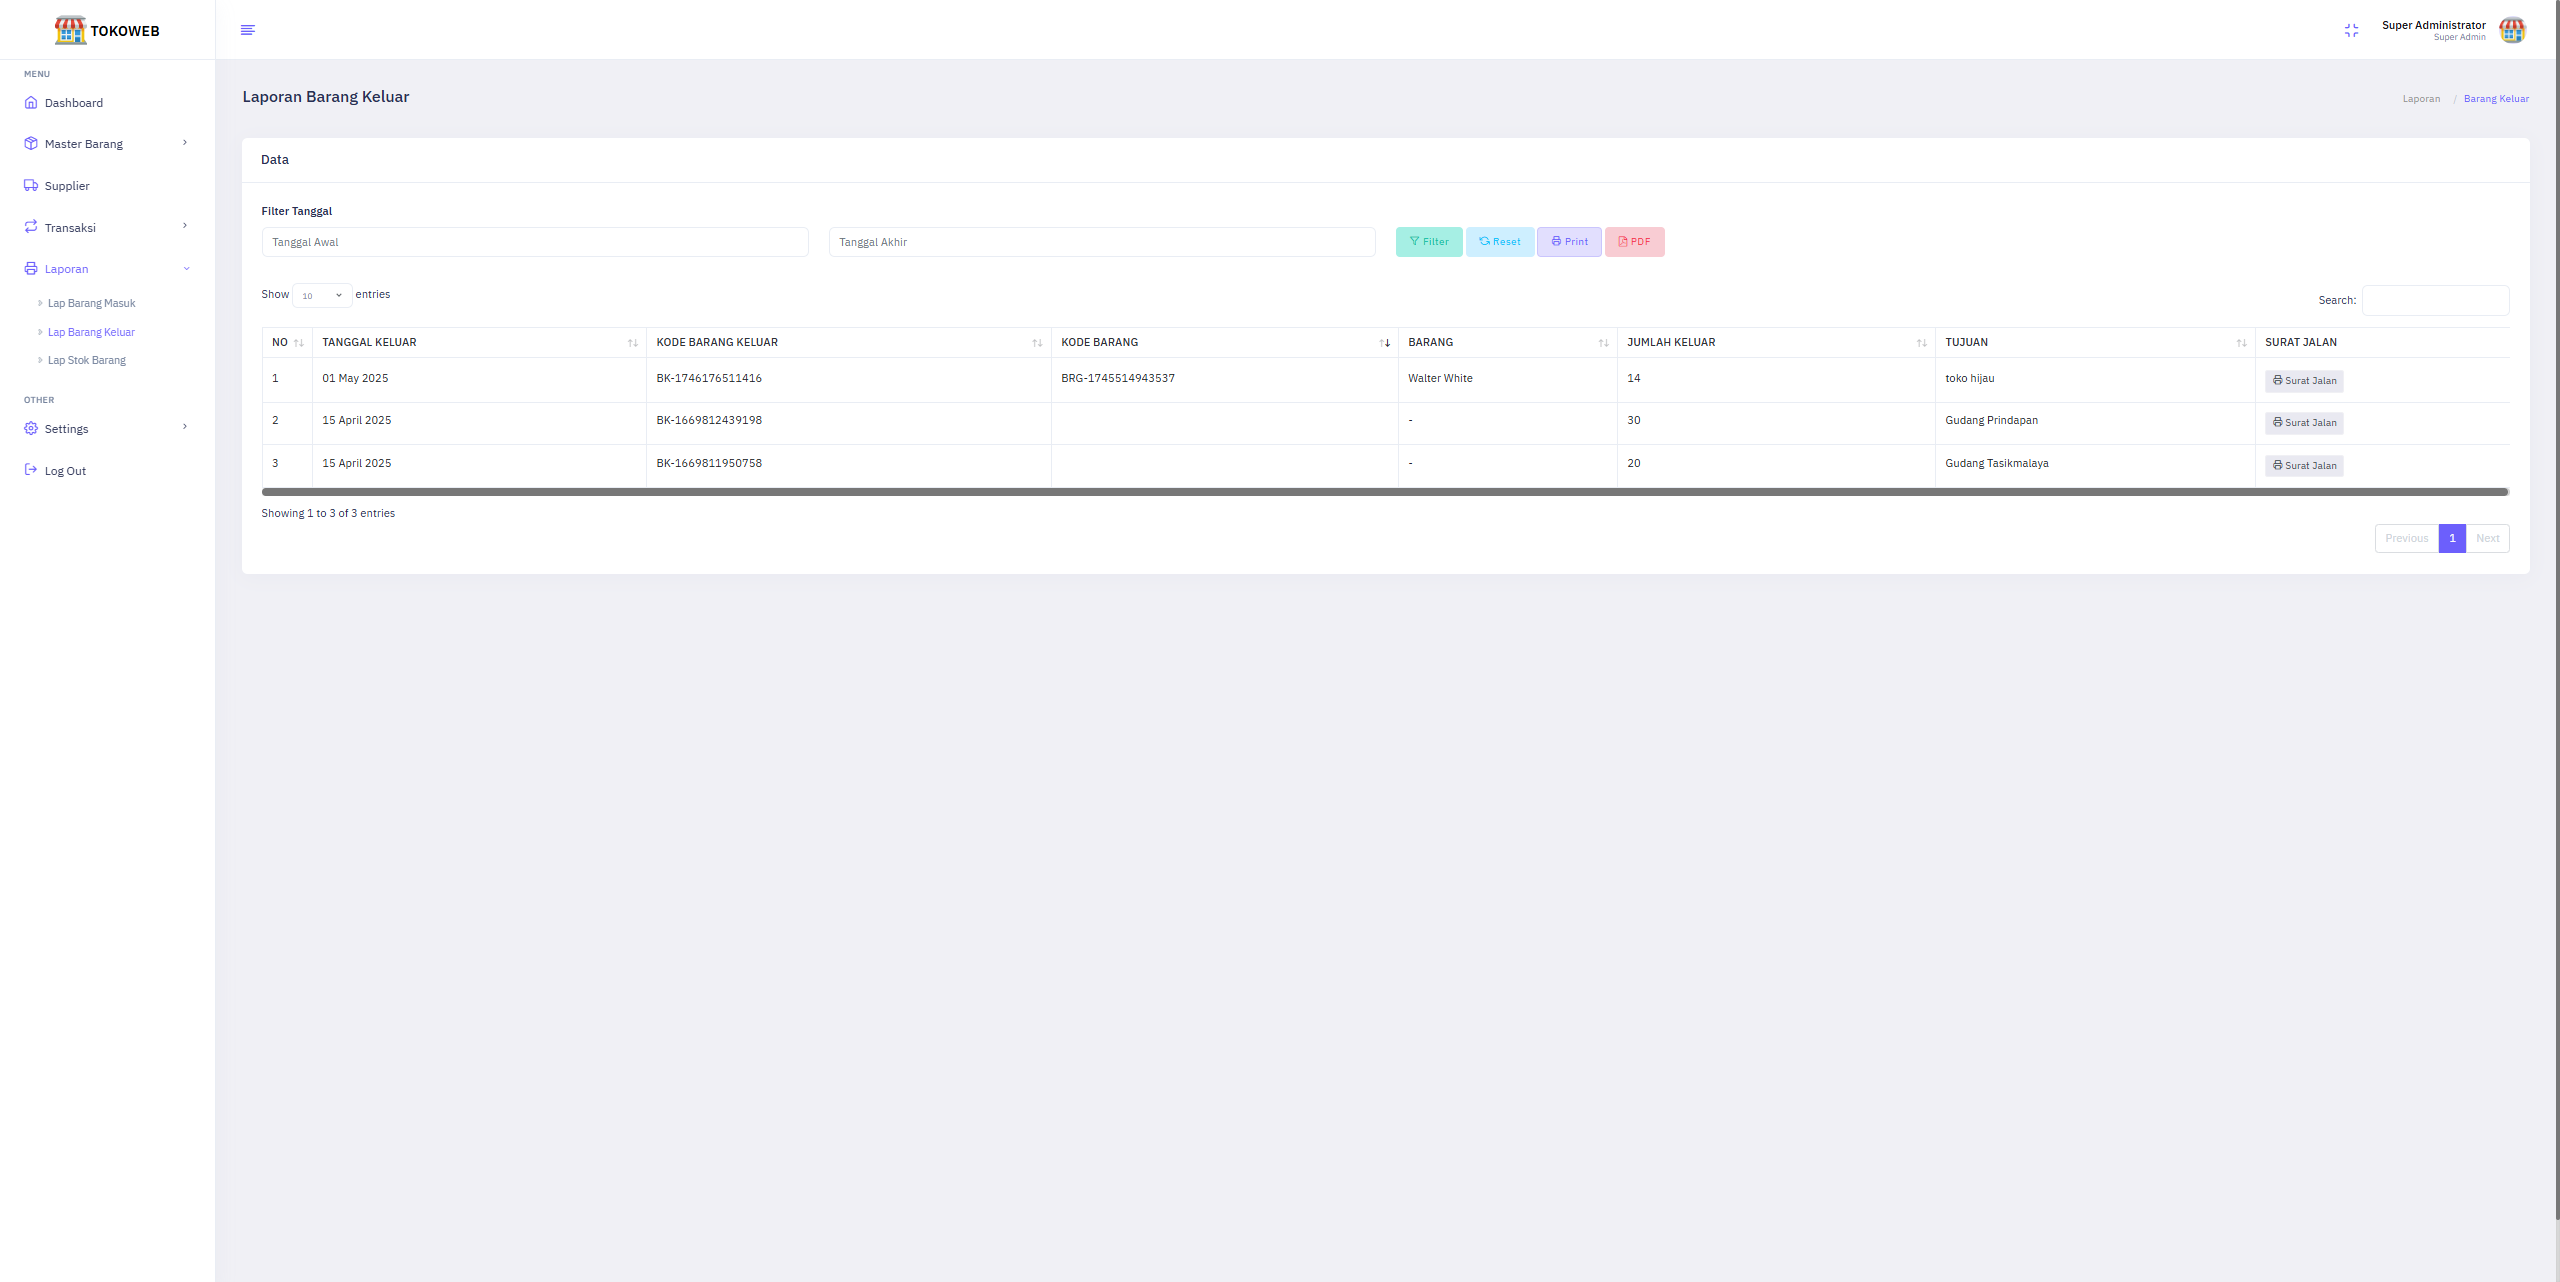 TOKOWEB
Super Administrator
Super Admin
MENU
Dashboard
Master Barang
Supplier
Transaksi
Laporan
Lap Barang Masuk
Lap Barang Keluar
Lap Stok Barang
OTHER
Settings
Log Out
Laporan Barang Keluar
Laporan / Barang Keluar
Data
Filter Tanggal
Tanggal Awal Tanggal Akhir Filter Reset Print PDF
Show 10 entries Search:
NO TANGGAL KELUAR KODE BARANG KELUAR KODE BARANG BARANG JUMLAH KELUAR TUJUAN SURAT JALAN
1 01 May 2025 BK-1746176511416 BRG-1745514943537 Walter White 14 toko hijau Surat Jalan
2 15 April 2025 BK-1669812439198 - 30 Gudang Prindapan Surat Jalan
3 15 April 2025 BK-1669811950758 - 20 Gudang Tasikmalaya Surat Jalan
Showing 1 to 3 of 3 entries
Previous 1 Next